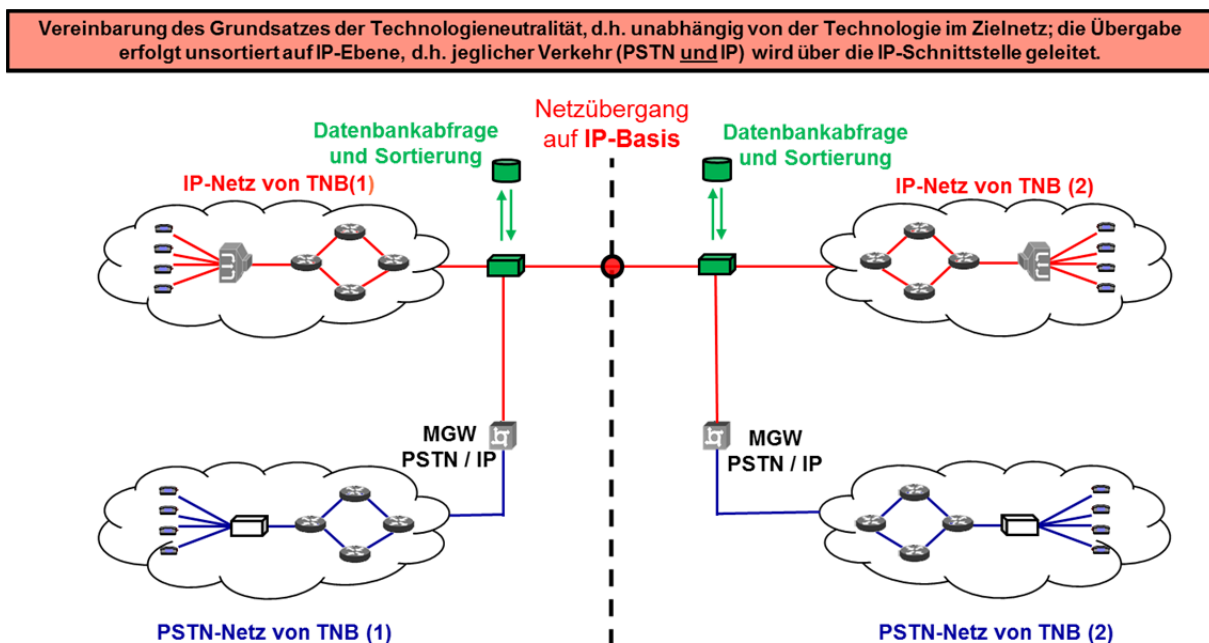 Vereinbarung des Grundsatzes der Technologieneutralität, d.h. unabhängig von der Technologie im Zielnetz; die Übergabe
erfolgt unsortiert auf IP-Ebene, d.h. jeglicher Verkehr (PSTN und IP) wird über die IP-Schnittstelle geleitet.
Netzübergang
auf IP-Basis
Datenbankabfrage
und Sortierung
Datenbankabfrage
und Sortierung
IP-Netz von TNB(1)
IP-Netz von TNB (2)
MGW
PSTN / IP
MGW
PSTN / IP
PSTN-Netz von TNB (1)
PSTN-Netz von TNB (2)